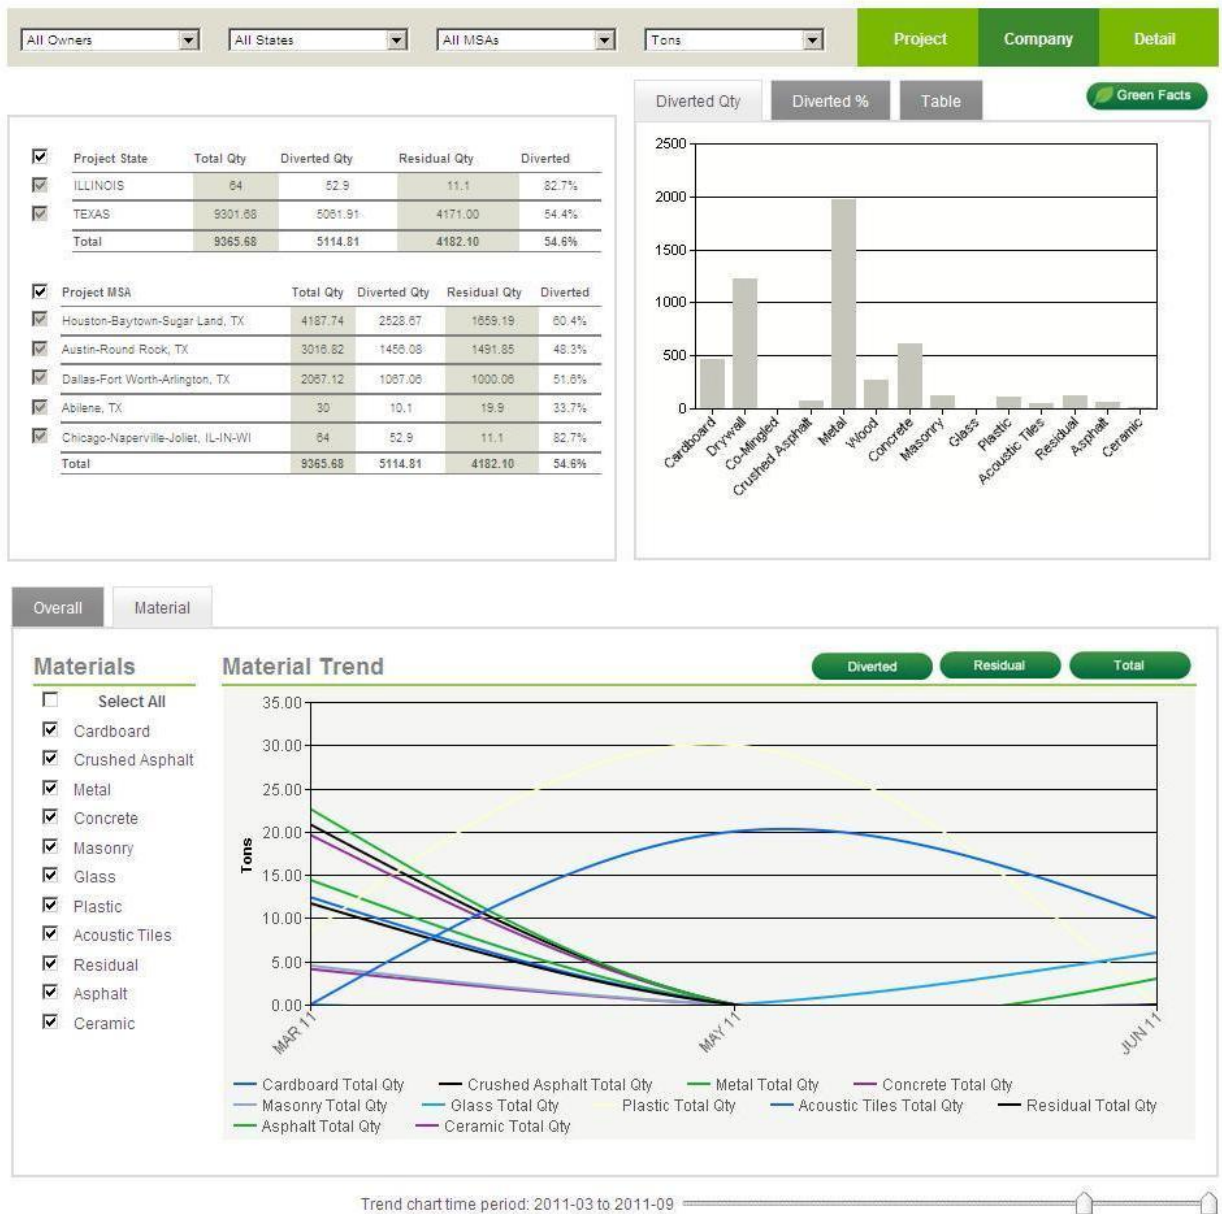 All Owners All States All MSAs Tons Project Company Detail
Diverted Qty Diverted % Table Green Facts
Project State Total Qty Diverted Qty Residual Qty Diverted
ILLINOIS 64 52.9 11.1 82.7%
TEXAS 9301.68 5061.91 4171.00 54.4%
Total 9365.68 5114.81 4182.10 54.6%
Project MSA Total Qty Diverted Qty Residual Qty Diverted
Houston-Baytown-Sugar Land, TX 4187.74 2528.67 1659.19 60.4%
Austin-Round Rock, TX 3016.82 1456.08 1491.85 48.3%
Dallas-Fort Worth-Arlington, TX 2067.12 1067.06 1000.06 51.6%
Abilene, TX 30 10.1 19.9 33.7%
Chicago-Naperville-Joliet, IL-IN-WI 64 52.9 11.1 82.7%
Total 9365.68 5114.81 4182.10 54.6%
2500
2000
1500
1000
500
0
Cardboard Drywall Co-Mingled Crushed Asphalt Metal Wood Concrete Masonry Glass Plastic Acoustic Tiles Residual Asphalt Ceramic
Overall Material
Materials
Select All
Cardboard
Crushed Asphalt
Metal
Concrete
Masonry
Glass
Plastic
Acoustic Tiles
Residual
Asphalt
Ceramic
Material Trend Diverted Residual Total
35.00
30.00
25.00
20.00
15.00
10.00
5.00
0.00
Tons
MAR 11 MAY 11 JUN 11
Cardboard Total Qty Crushed Asphalt Total Qty Metal Total Qty Concrete Total Qty
Masonry Total Qty Glass Total Qty Plastic Total Qty Acoustic Tiles Total Qty Residual Total Qty
Asphalt Total Qty Ceramic Total Qty
Trend chart time period: 2011-03 to 2011-09